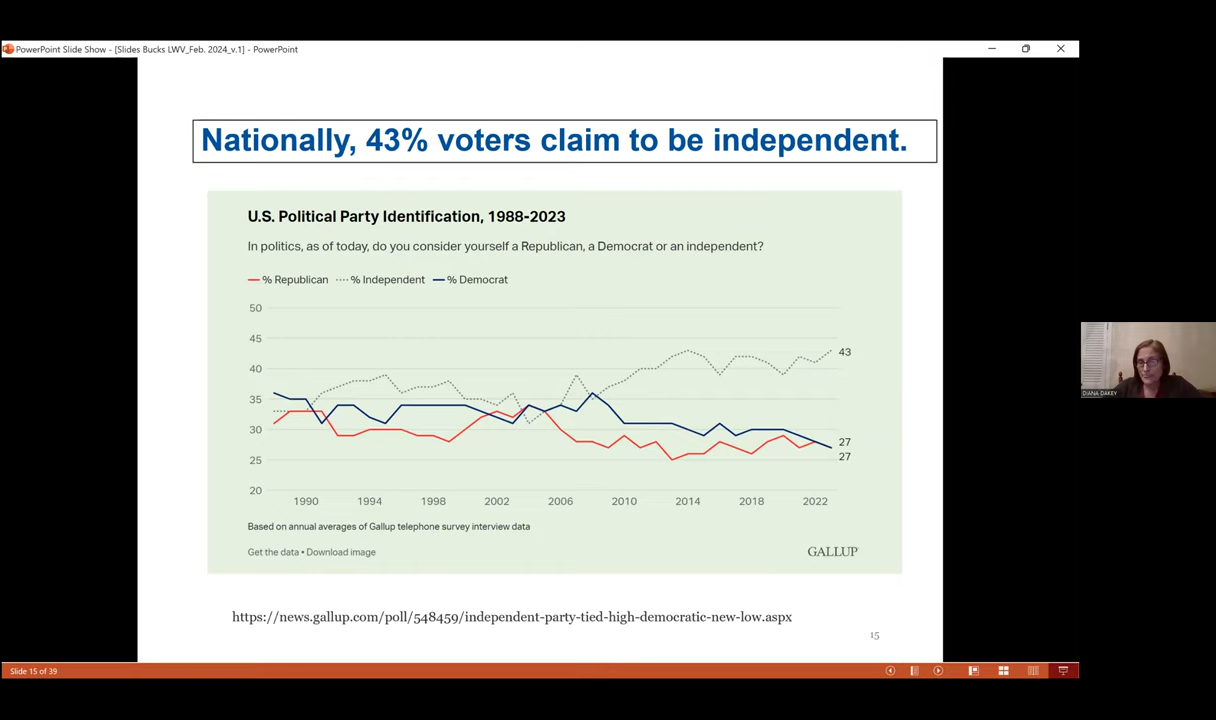 PowerPoint Slide Show - [Slides Bucks LWV_Feb. 2024_v.1] - PowerPoint
Nationally, 43% voters claim to be independent.
U.S. Political Party Identification, 1988-2023
In politics, as of today, do you consider yourself a Republican, a Democrat or an independent?
% Republican % Independent % Democrat
50
45
43
40
35
30
27
25
27
20
1990 1994 1998 2002 2006 2010 2014 2018 2022
Based on annual averages of Gallup telephone survey interview data
Get the data • Download image
GALLUP
https://news.gallup.com/poll/548459/independent-party-tied-high-democratic-new-low.aspx
15
Slide 15 of 39
DIANA DAKEY